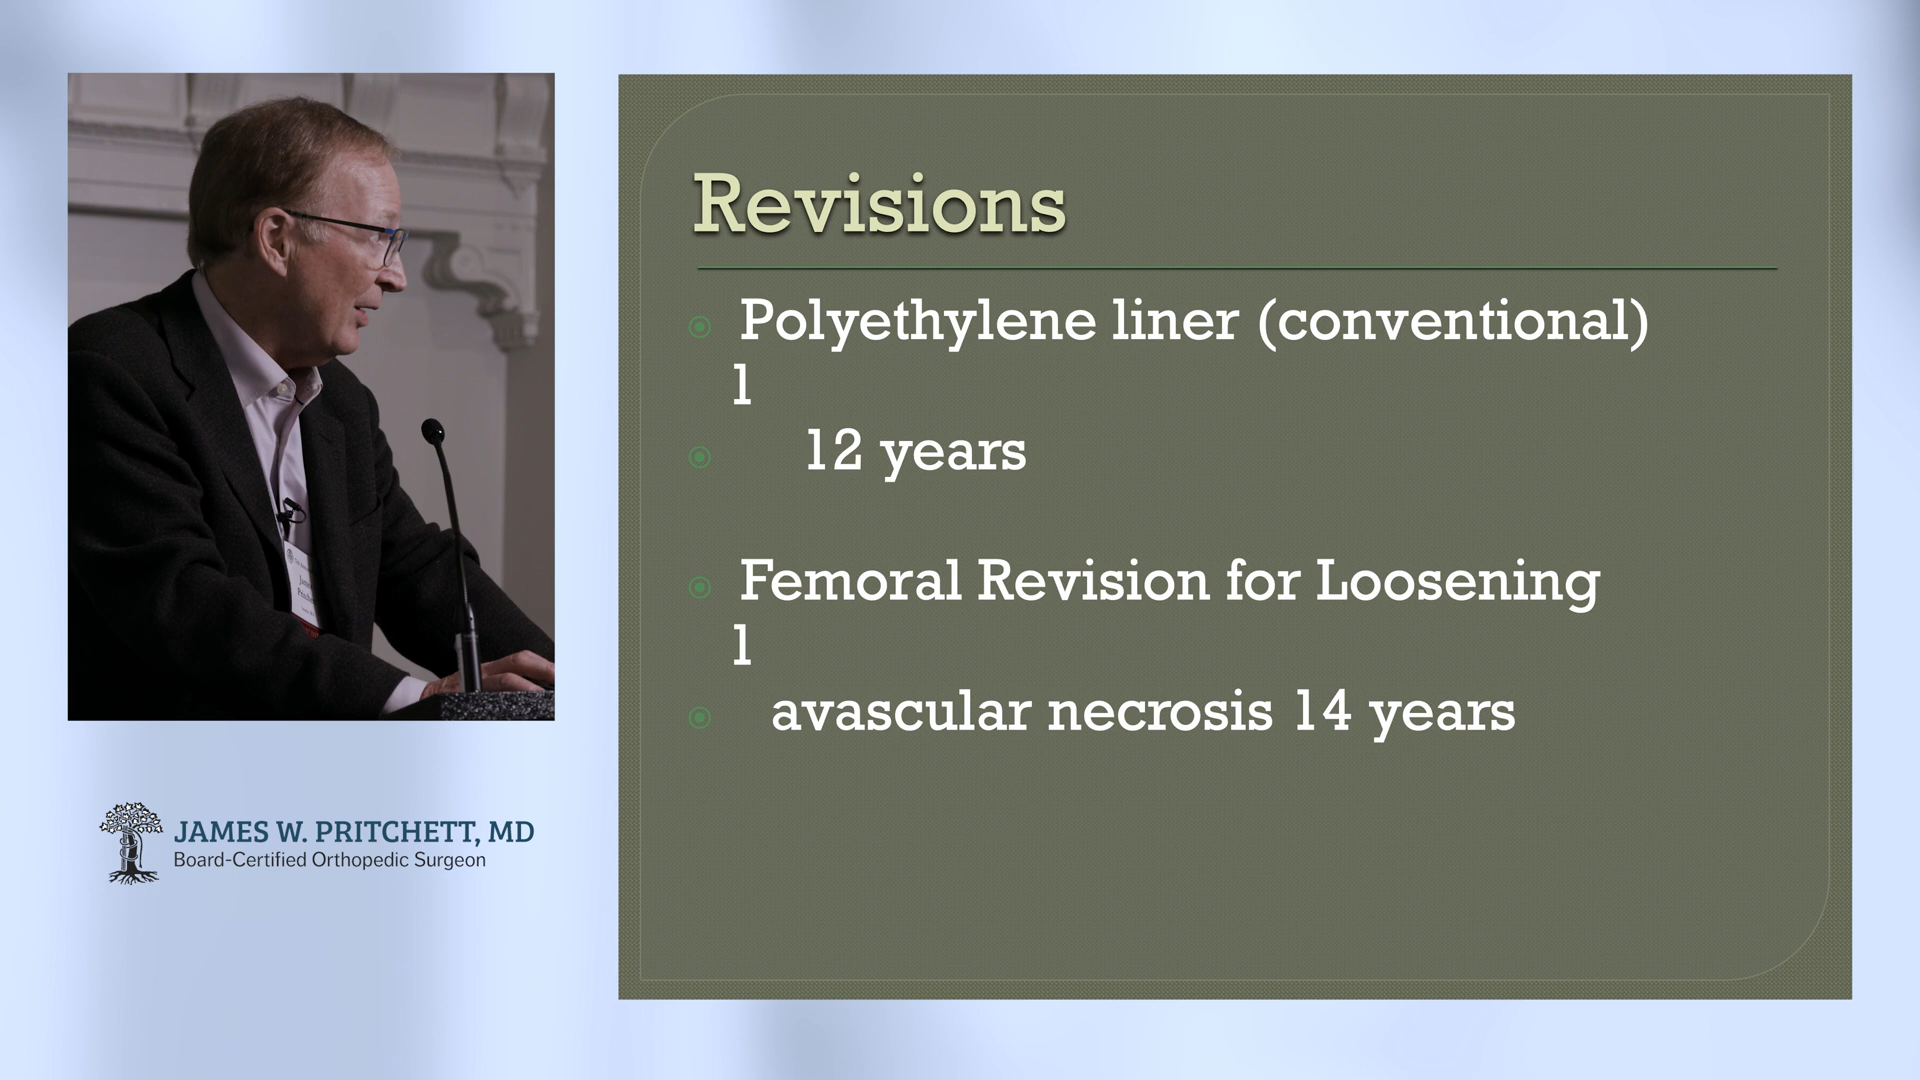 Revisions
Polyethylene liner (conventional)
1
12 years
Femoral Revision for Loosening
1
avascular necrosis 14 years
JAMES W. PRITCHETT, MD
Board-Certified Orthopedic Surgeon